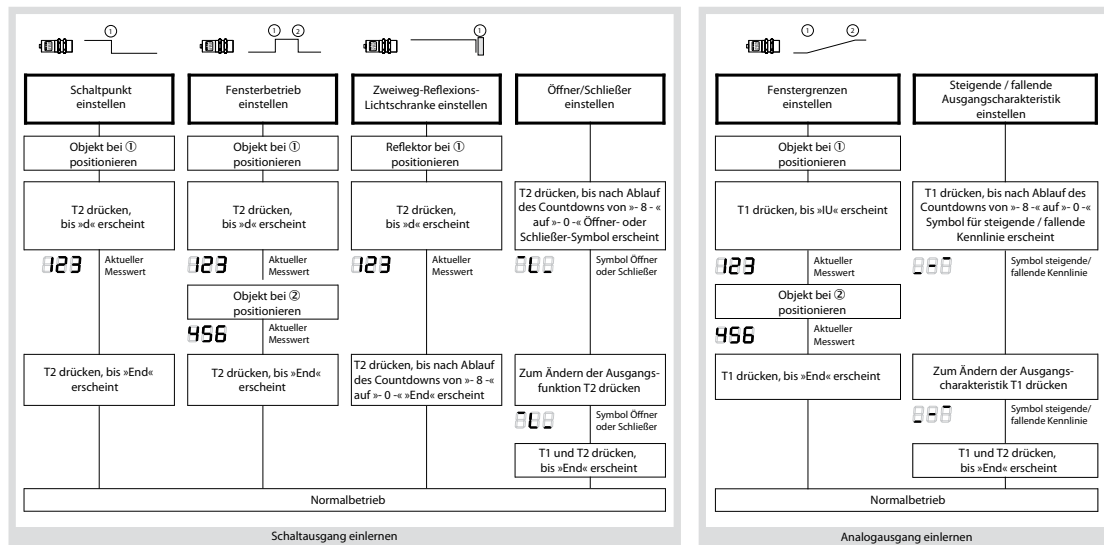 ①
Schaltpunkt
einstellen
Objekt bei ①
positionieren
T2 drücken,
bis »d« erscheint
123
Aktueller
Messwert
T2 drücken, bis »End«
erscheint
① ②
Fensterbetrieb
einstellen
Objekt bei ①
positionieren
T2 drücken,
bis »d« erscheint
123
Aktueller
Messwert
Objekt bei ②
positionieren
456
Aktueller
Messwert
T2 drücken, bis »End«
erscheint
①
Zweiweg-Reflexions-
Lichtschranke einstellen
Reflektor bei ①
positionieren
T2 drücken,
bis »d« erscheint
123
Aktueller
Messwert
T2 drücken, bis nach Ablauf
des Countdowns von »- 8 -«
auf »- 0 -« »End« erscheint
Öffner/Schließer
einstellen
T2 drücken, bis nach Ablauf
des Countdowns von »- 8 -«
auf »- 0 -« Öffner- oder
Schließer-Symbol erscheint
Symbol Öffner
oder Schließer
Zum Ändern der Ausgangs-
funktion T2 drücken
Symbol Öffner
oder Schließer
T1 und T2 drücken,
bis »End« erscheint
Normalbetrieb
Schaltausgang einlernen
① ②
Fenstergrenzen
einstellen
Objekt bei ①
positionieren
T1 drücken, bis »IU« erscheint
123
Aktueller
Messwert
Objekt bei ②
positionieren
456
Aktueller
Messwert
T1 drücken, bis »End«
erscheint
Steigende / fallende
Ausgangscharakteristik
einstellen
T1 drücken, bis nach Ablauf des
Countdowns von »- 8 -« auf »- 0 -«
Symbol für steigende / fallende
Kennlinie erscheint
Symbol steigende/
fallende Kennlinie
Zum Ändern der Ausgangs-
charakteristik T1 drücken
Symbol steigende/
fallende Kennlinie
T1 und T2 drücken,
bis »End« erscheint
Normalbetrieb
Analogausgang einlernen